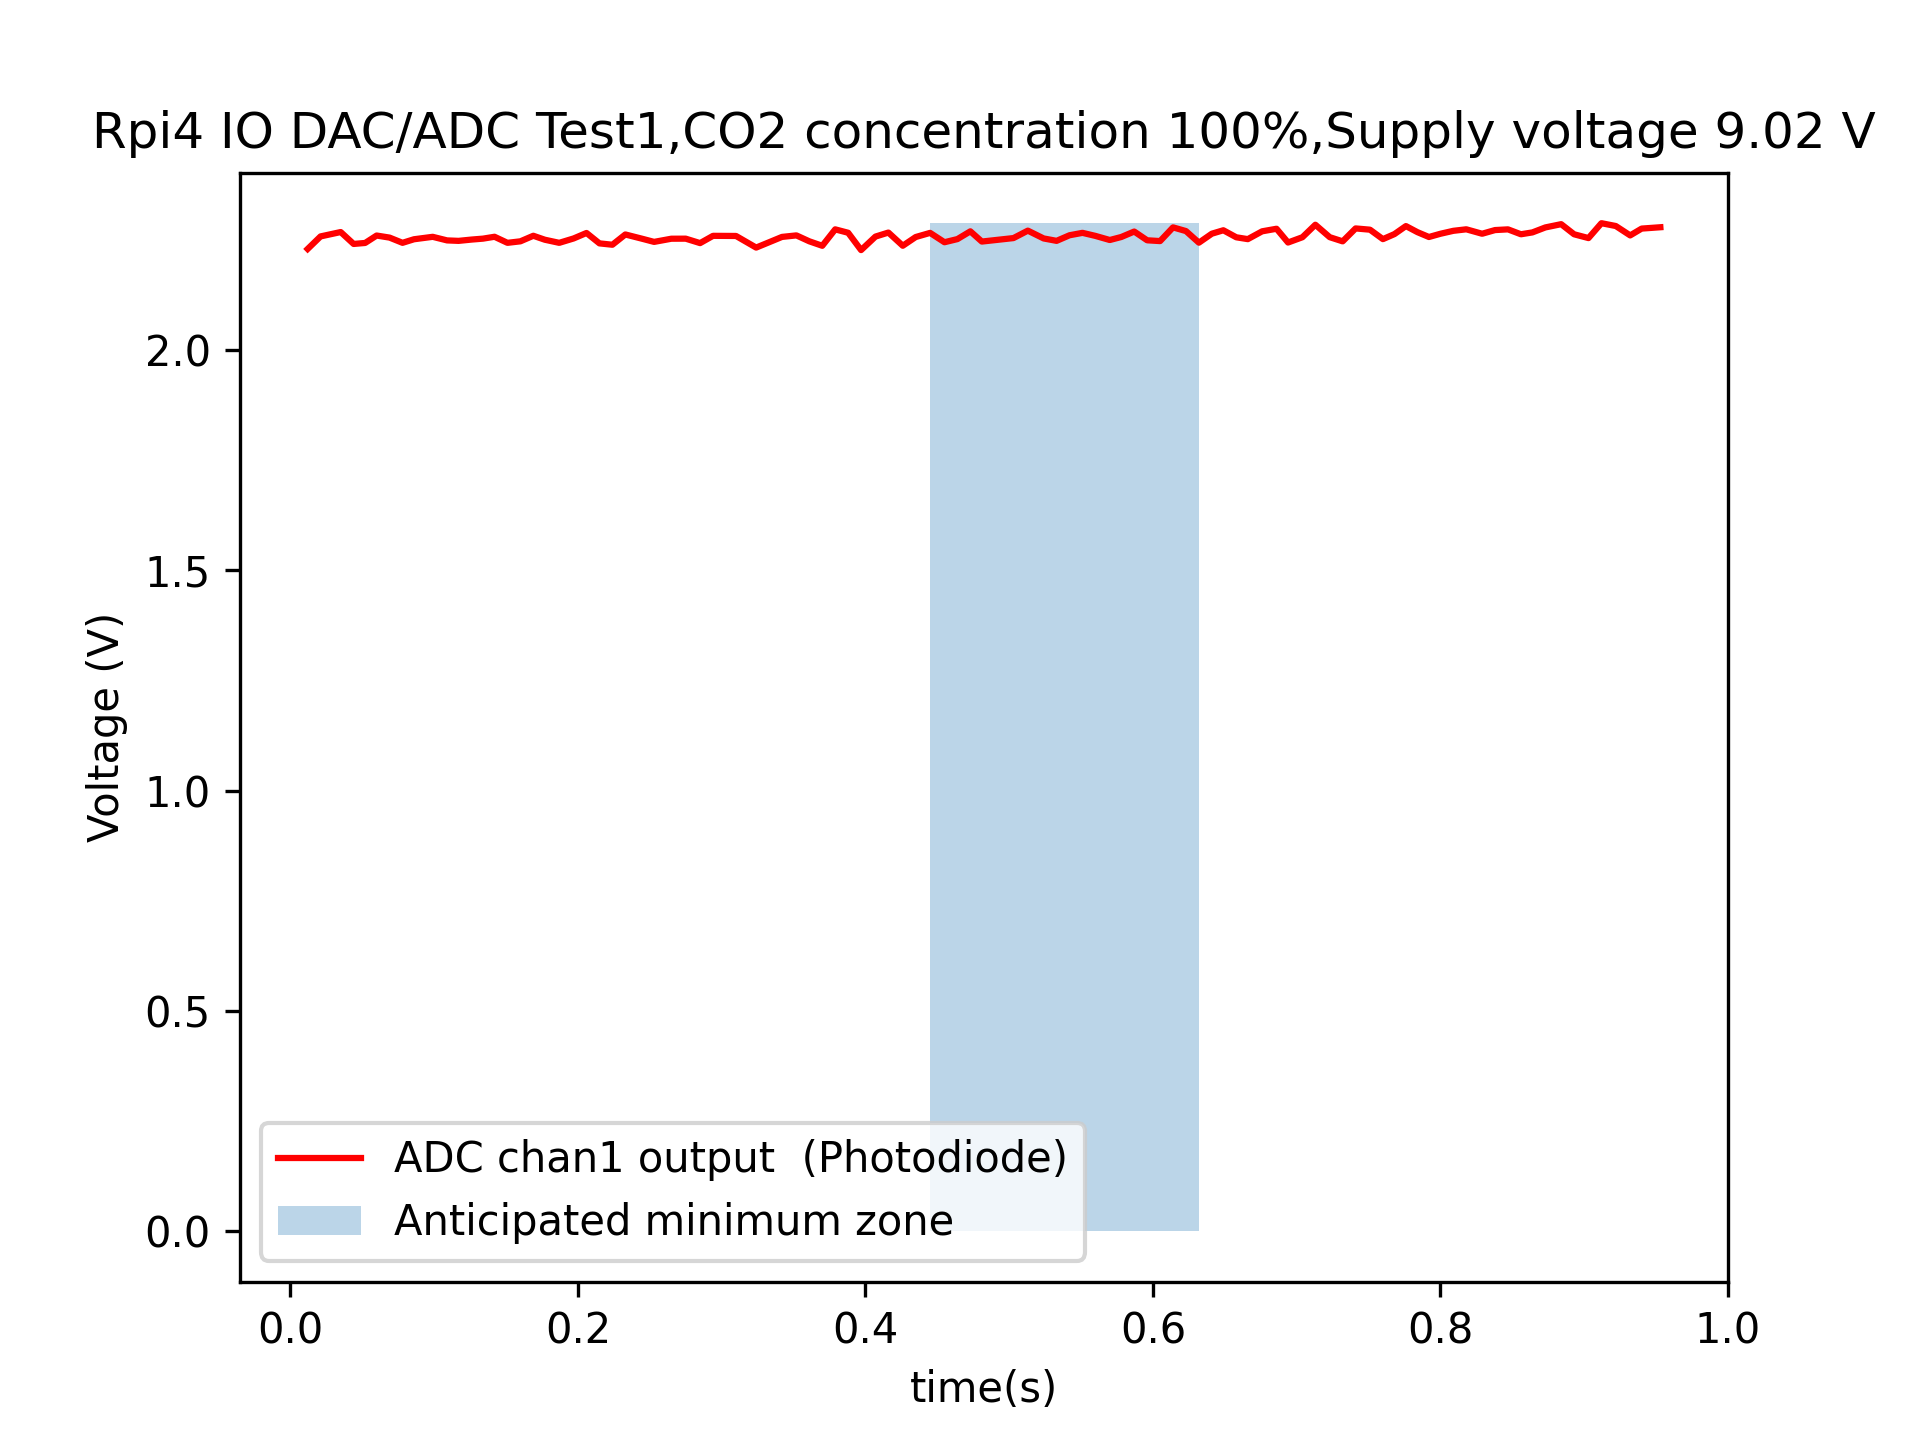 Rpi4 IO DAC/ADC Test1,CO2 concentration 100%,Supply voltage 9.02 V
Voltage (V)
2.0
1.5
1.0
0.5
0.0
ADC chan1 output  (Photodiode)
Anticipated minimum zone
0.0 0.2 0.4 0.6 0.8 1.0
time(s)